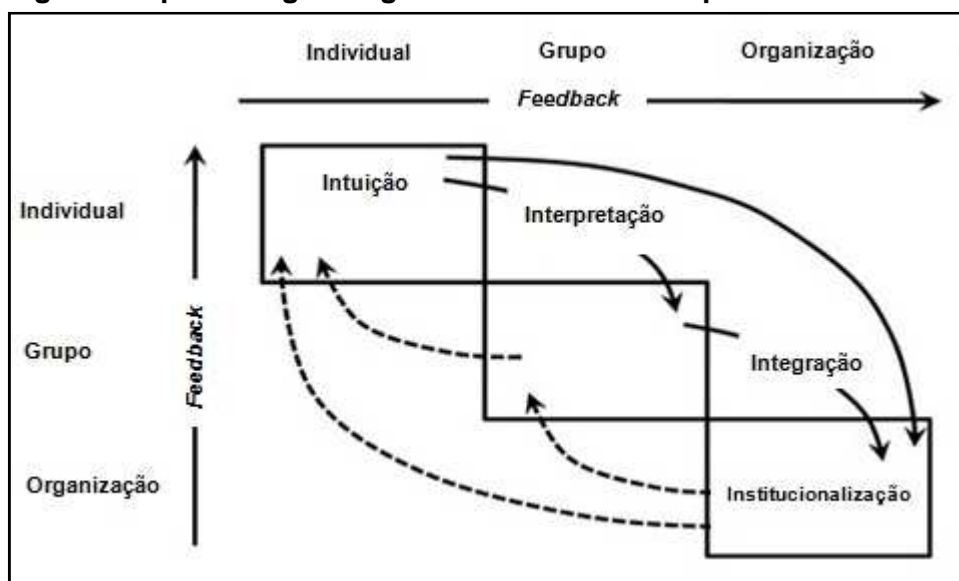 Individual Grupo Organização
Feedback
Intuição
Individual
Interpretação
Grupo
Feedback
Integração
Organização
Institucionalização